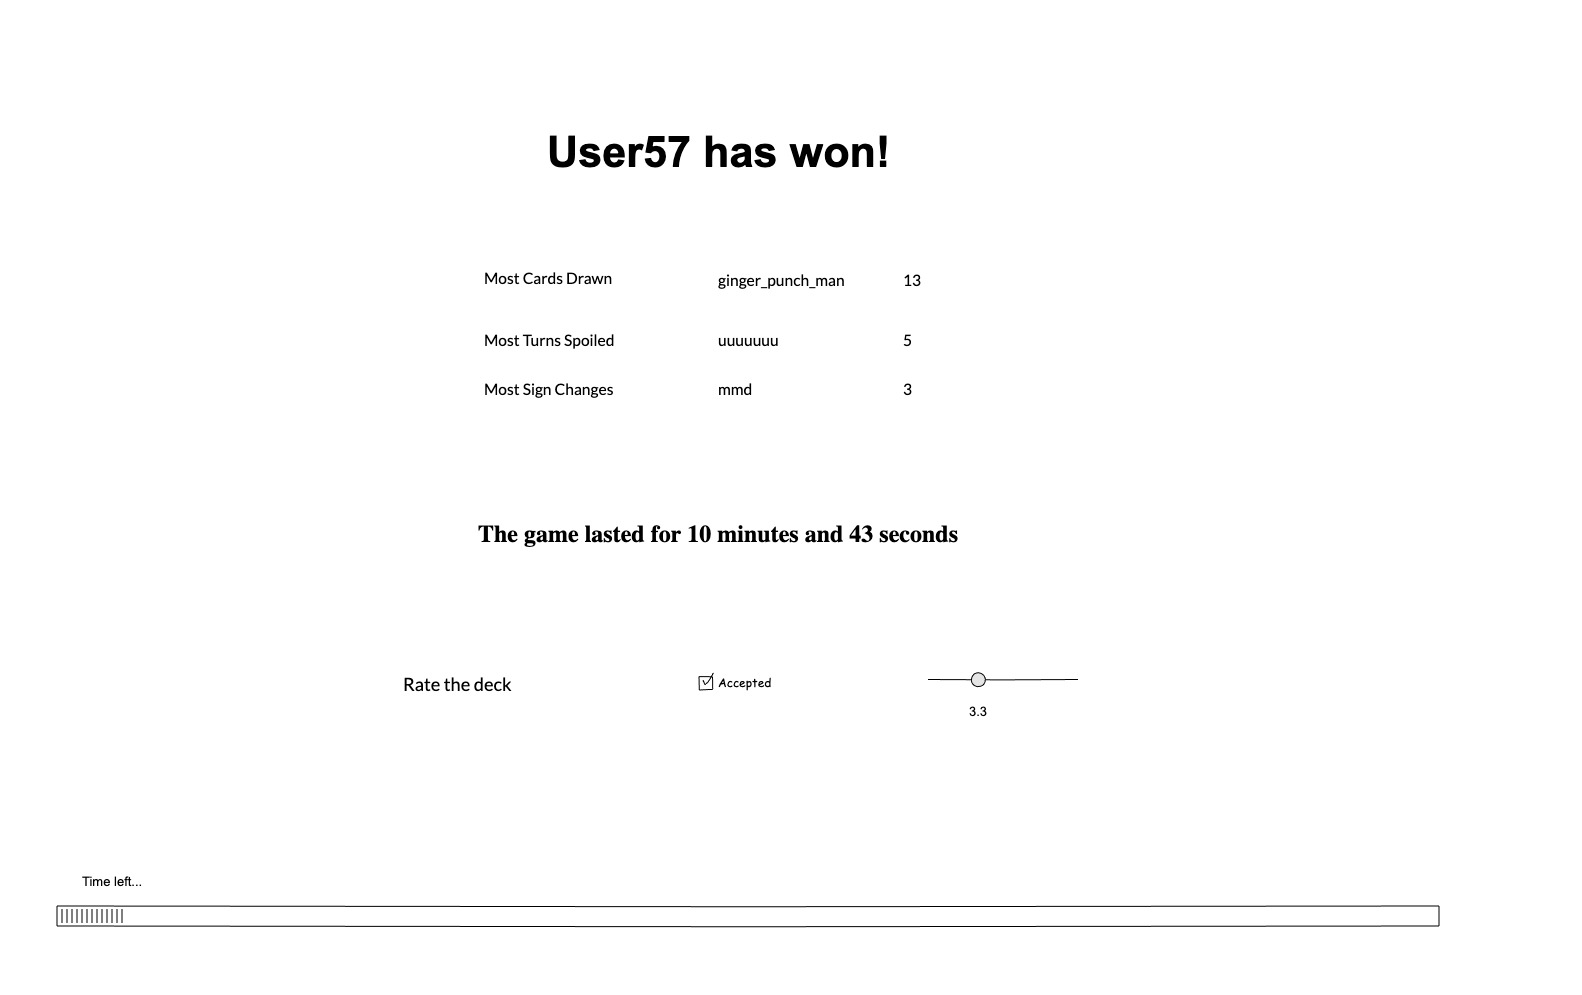 User57 has won!
Most Cards Drawn ginger_punch_man 13
Most Turns Spoiled uuuuuuu 5
Most Sign Changes mmd 3
The game lasted for 10 minutes and 43 seconds
Rate the deck Accepted
3.3
Time left...